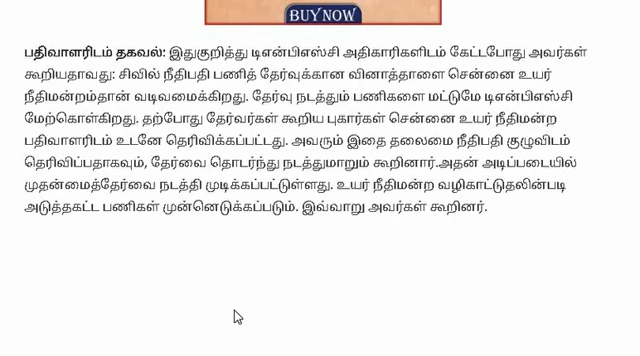 BUY NOW
பதிவாளரிடம் தகவல்: இதுகுறித்து டிஎன்பிஎஸ்சி அதிகாரிகளிடம் கேட்டபோது அவர்கள்
கூறியதாவது: சிவில் நீதிபதி பணித் தேர்வுக்கான வினாத்தாளை சென்னை உயர்
நீதிமன்றம்தான் வடிவமைக்கிறது. தேர்வு நடத்தும் பணிகளை மட்டுமே டிஎன்பிஎஸ்சி
மேற்கொள்கிறது. தற்போது தேர்வர்கள் கூறிய புகார்கள் சென்னை உயர் நீதிமன்ற
பதிவாளரிடம் உடனே தெரிவிக்கப்பட்டது. அவரும் இதை தலைமை நீதிபதி குழுவிடம்
தெரிவிப்பதாகவும், தேர்வை தொடர்ந்து நடத்துமாறும் கூறினார்.அதன் அடிப்படையில்
முதன்மைத்தேர்வை நடத்தி முடிக்கப்பட்டுள்ளது. உயர் நீதிமன்ற வழிகாட்டுதலின்படி
அடுத்தகட்ட பணிகள் முன்னெடுக்கப்படும். இவ்வாறு அவர்கள் கூறினர்.